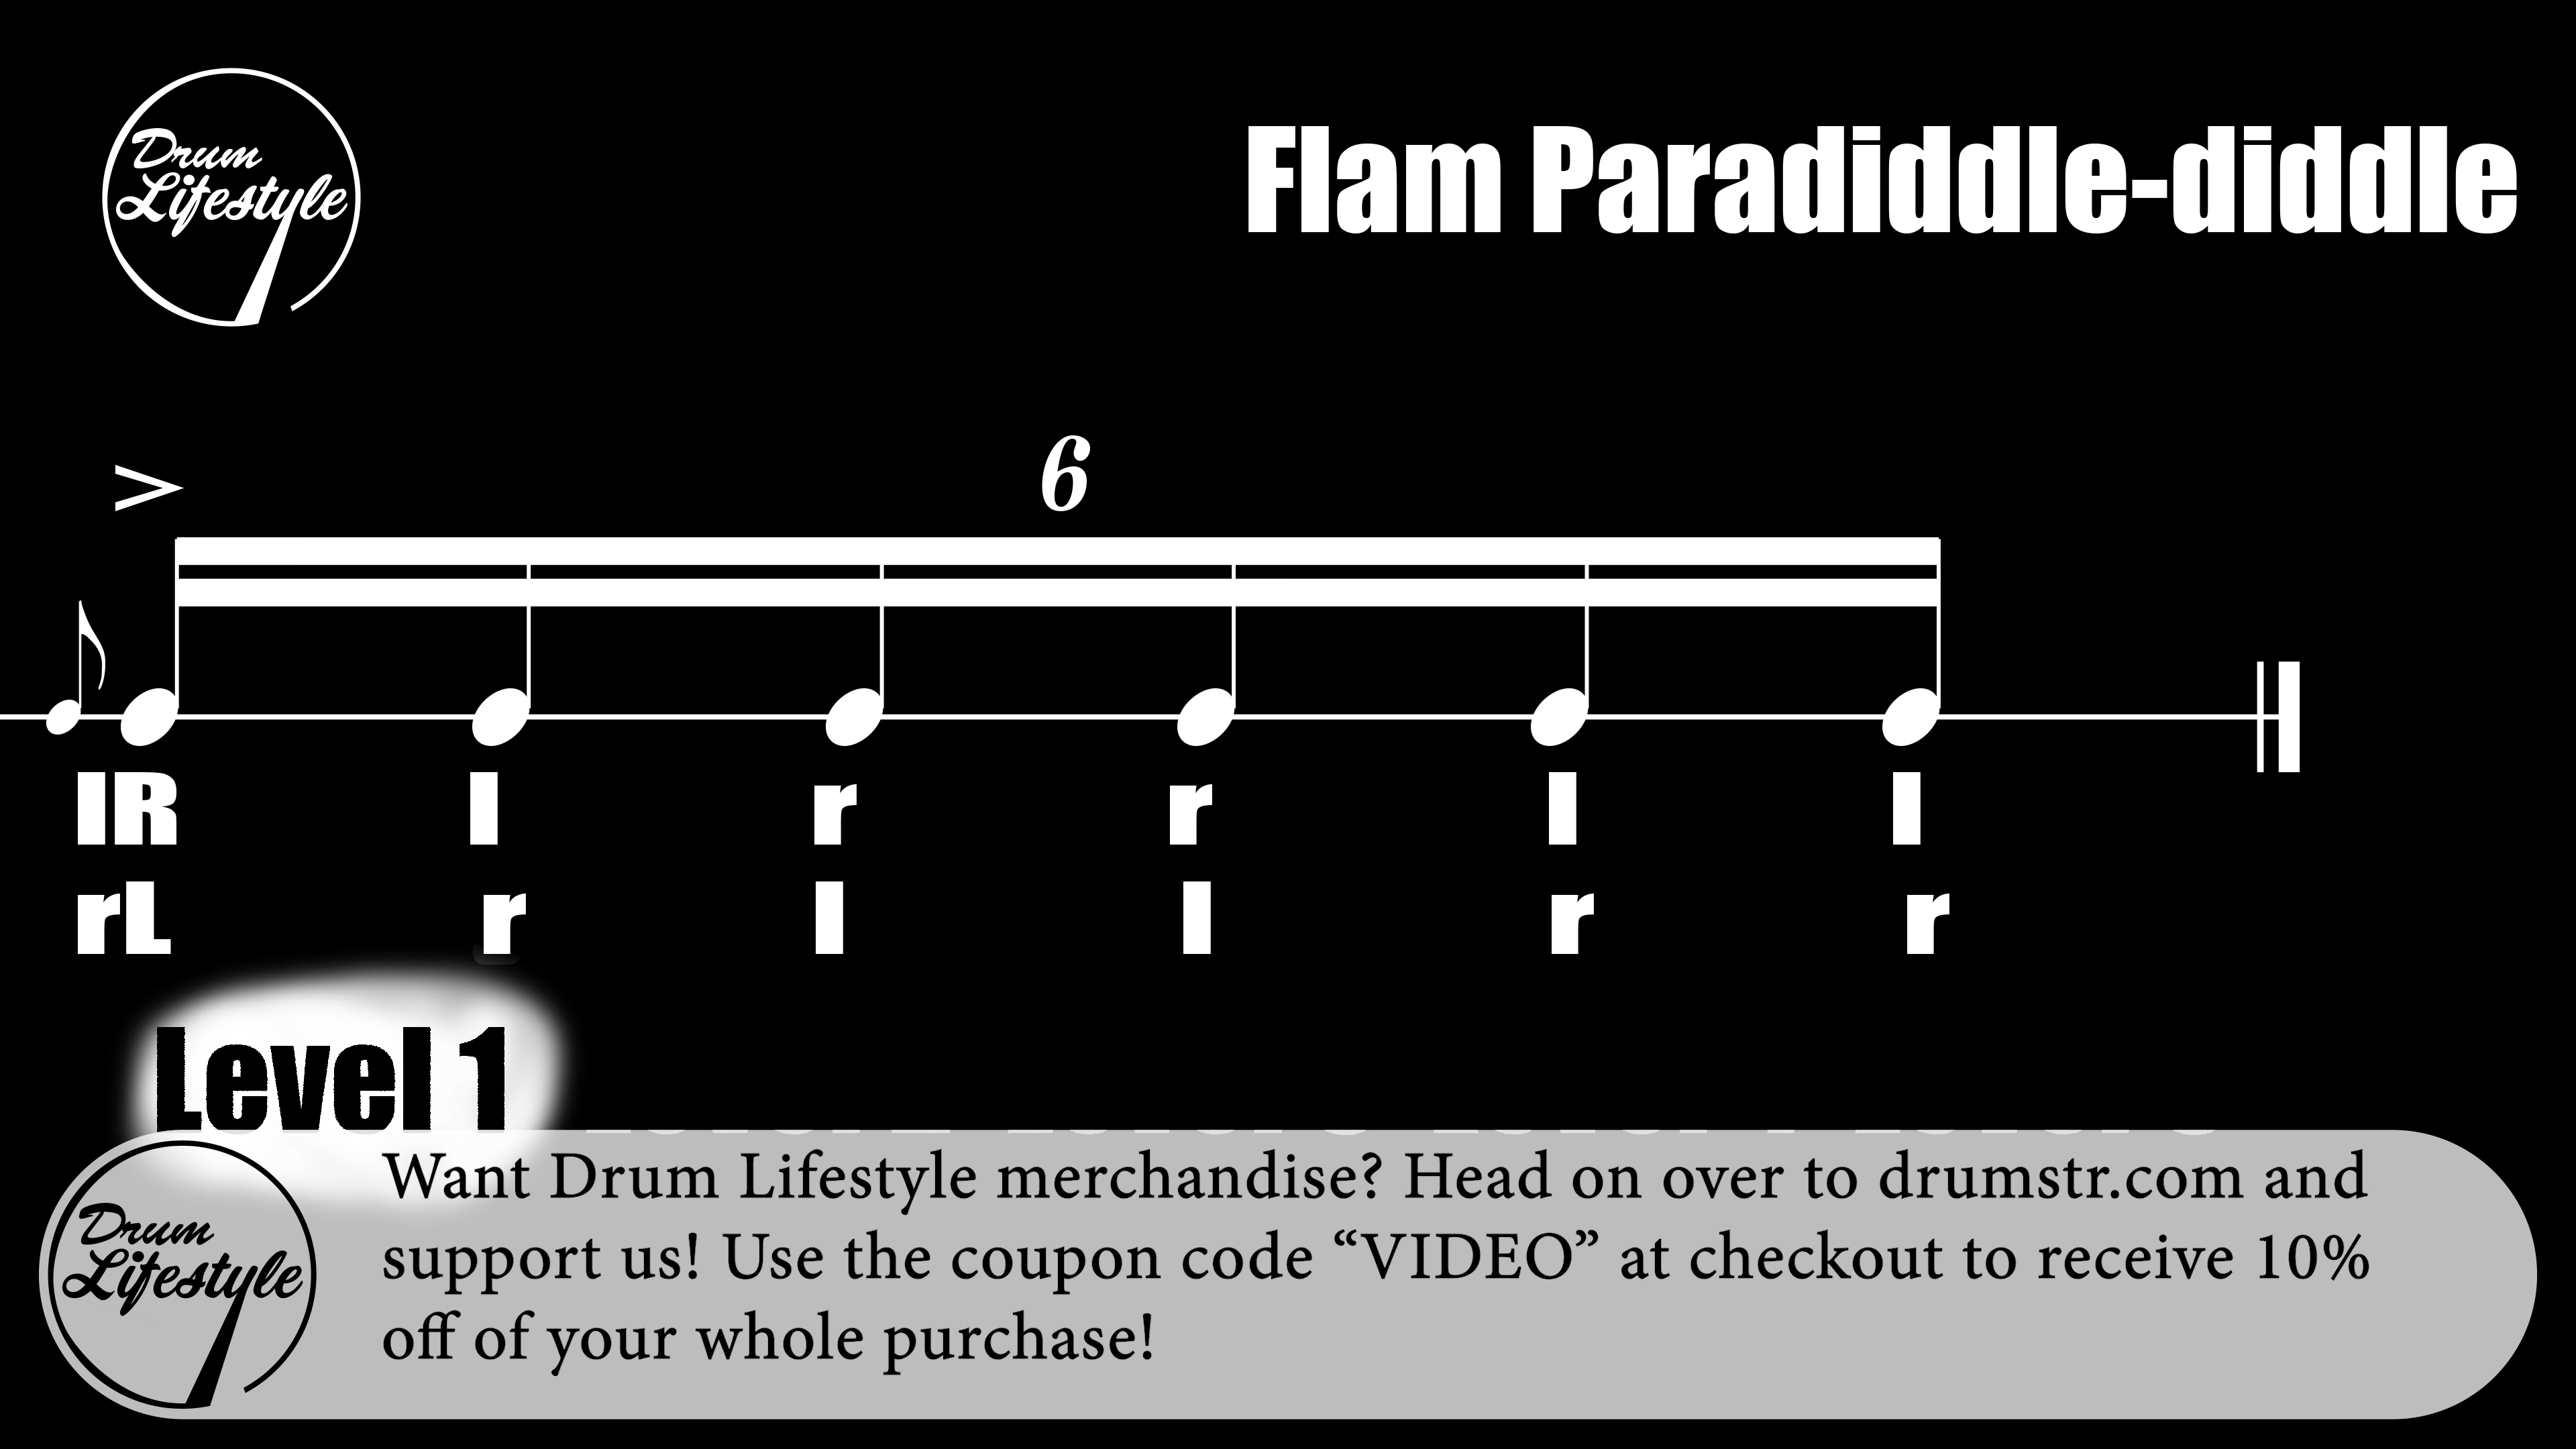 Drum
Lifestyle
Flam Paradiddle-diddle
>
6
lR l r r l l
rL r l l r r
Level 1
Drum
Lifestyle
Want Drum Lifestyle merchandise? Head on over to drumstr.com and
support us! Use the coupon code “VIDEO” at checkout to receive 10%
off of your whole purchase!